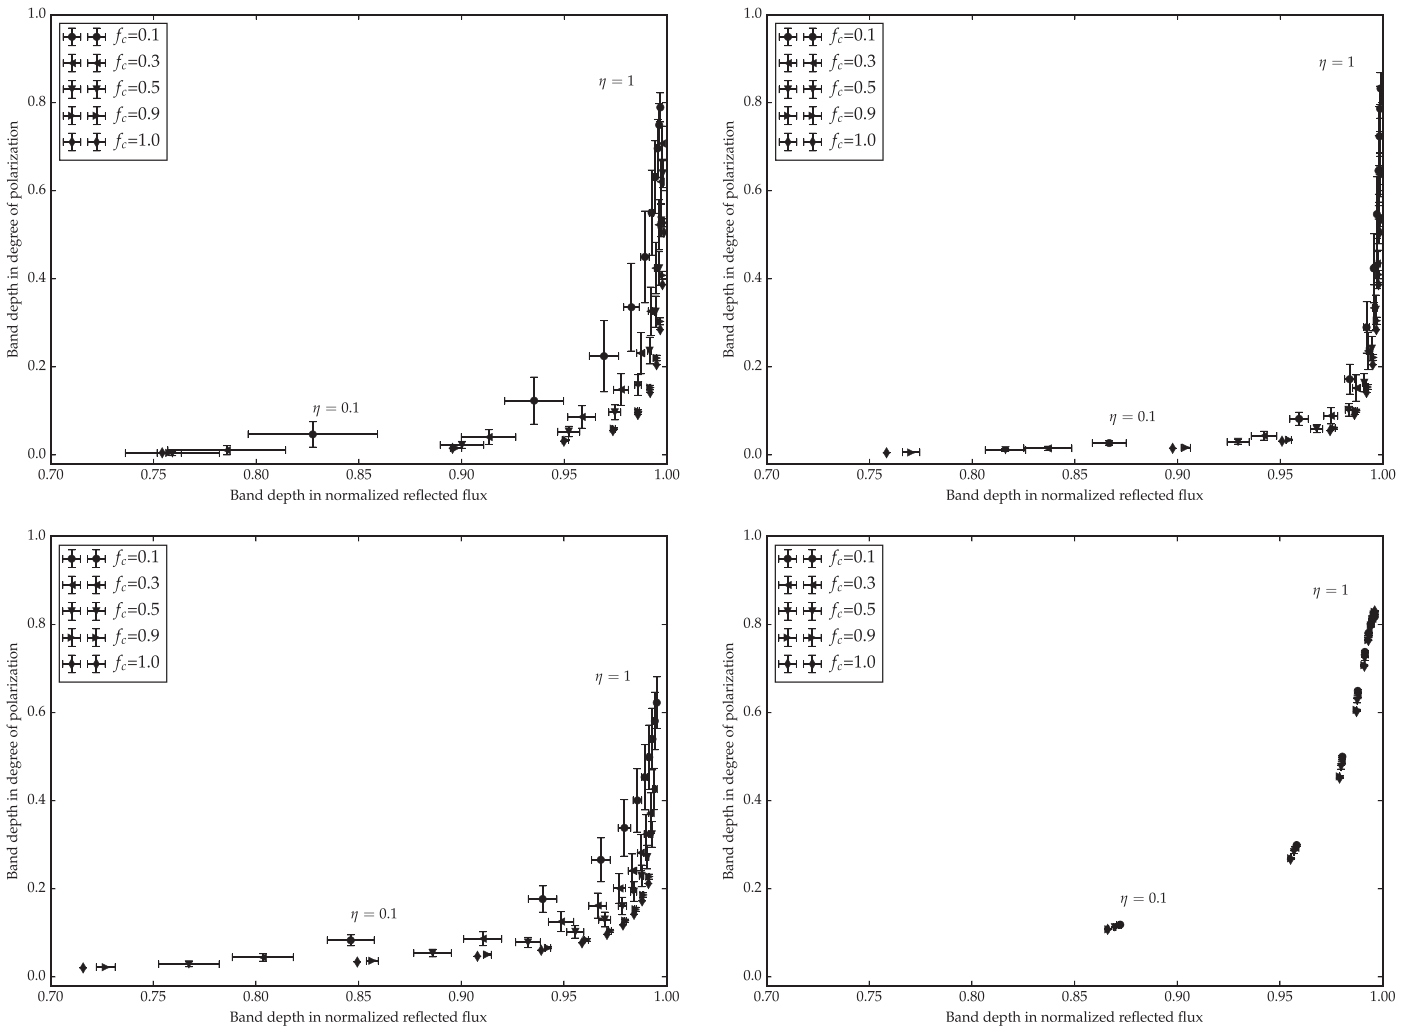 1.0
0.8
0.6
0.4
0.2
0.0
Band depth in degree of polarization
f_c=0.1
f_c=0.3
f_c=0.5
f_c=0.9
f_c=1.0
η = 1
η = 0.1
0.70 0.75 0.80 0.85 0.90 0.95 1.00
Band depth in normalized reflected flux
1.0
0.8
0.6
0.4
0.2
0.0
Band depth in degree of polarization
f_c=0.1
f_c=0.3
f_c=0.5
f_c=0.9
f_c=1.0
η = 1
η = 0.1
0.70 0.75 0.80 0.85 0.90 0.95 1.00
Band depth in normalized reflected flux
1.0
0.8
0.6
0.4
0.2
0.0
Band depth in degree of polarization
f_c=0.1
f_c=0.3
f_c=0.5
f_c=0.9
f_c=1.0
η = 1
η = 0.1
0.70 0.75 0.80 0.85 0.90 0.95 1.00
Band depth in normalized reflected flux
1.0
0.8
0.6
0.4
0.2
0.0
Band depth in degree of polarization
f_c=0.1
f_c=0.3
f_c=0.5
f_c=0.9
f_c=1.0
η = 1
η = 0.1
0.70 0.75 0.80 0.85 0.90 0.95 1.00
Band depth in normalized reflected flux